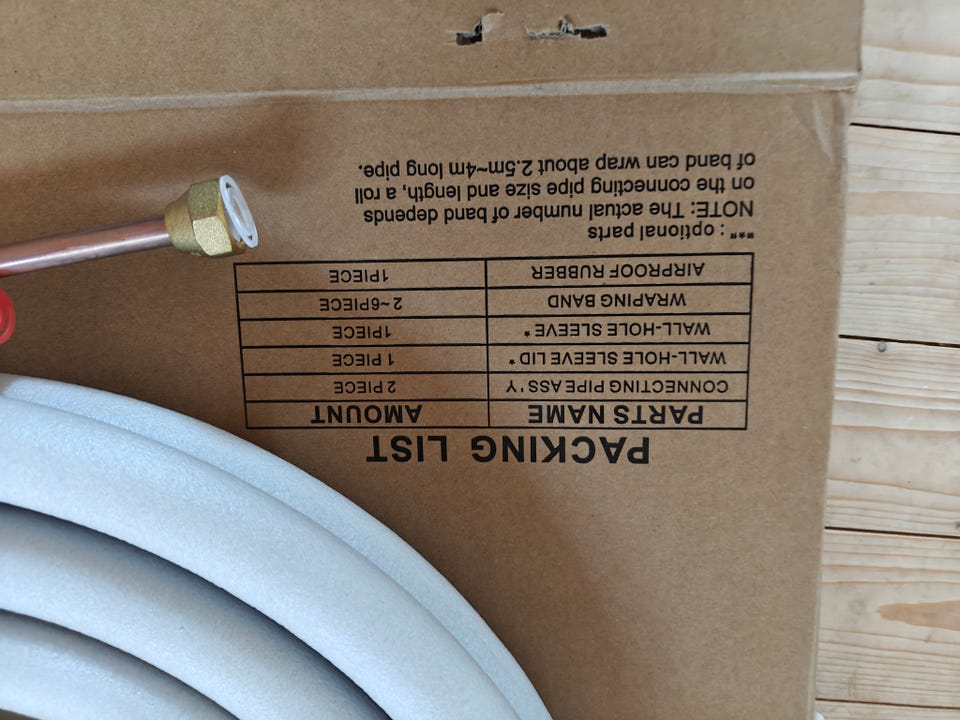 PACKING LIST
PARTS NAME AMOUNT
CONNECTING PIPE ASS'Y 2 PIECE
WALL-HOLE SLEEVE LID* 1 PIECE
WALL-HOLE SLEEVE* 1PIECE
WRAPING BAND 2~6PIECE
AIRPROOF RUBBER 1PIECE
"*" : optional parts
NOTE: The actual number of band depends
on the connecting pipe size and length, a roll
of band can wrap about 2.5m~4m long pipe.